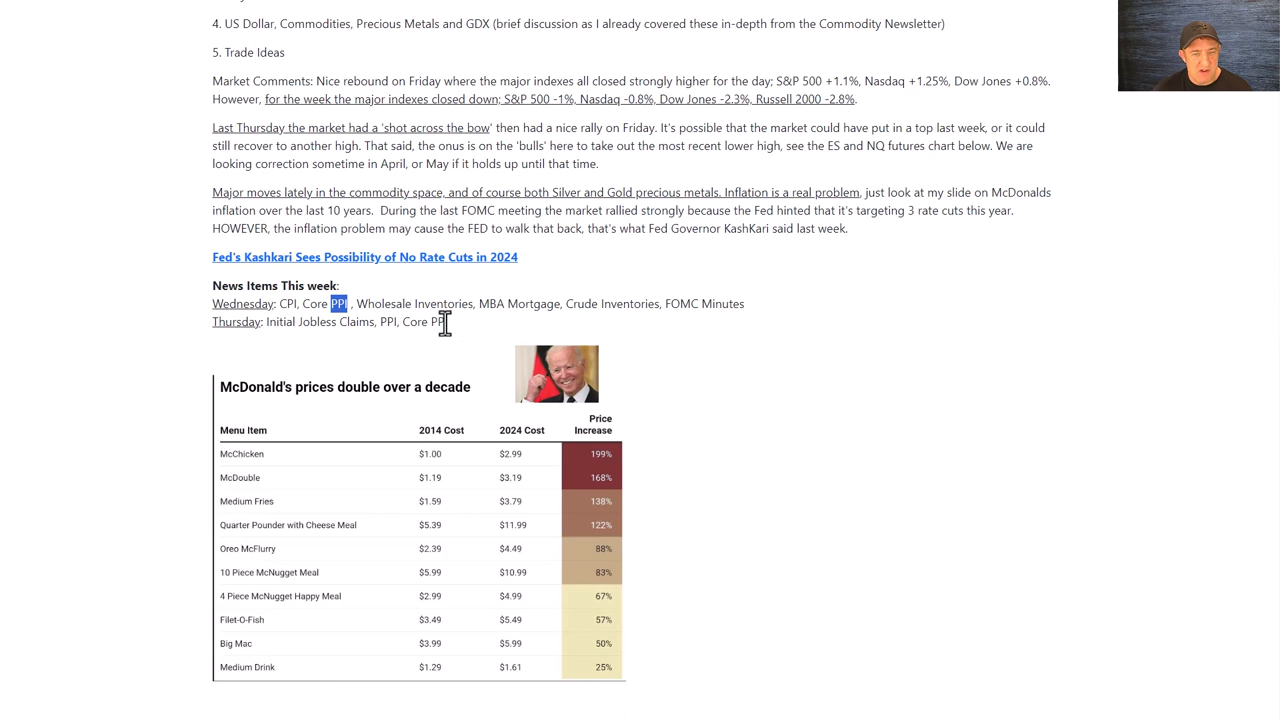 4. US Dollar, Commodities, Precious Metals and GDX (brief discussion as I already covered these in-depth from the Commodity Newsletter)
5. Trade Ideas
Market Comments: Nice rebound on Friday where the major indexes all closed strongly higher for the day; S&P 500 +1.1%, Nasdaq +1.25%, Dow Jones +0.8%.
However, for the week the major indexes closed down; S&P 500 -1%, Nasdaq -0.8%, Dow Jones -2.3%, Russell 2000 -2.8%.
Last Thursday the market had a 'shot across the bow' then had a nice rally on Friday. It's possible that the market could have put in a top last week, or it could
still recover to another high. That said, the onus is on the 'bulls' here to take out the most recent lower high, see the ES and NQ futures chart below. We are
looking correction sometime in April, or May if it holds up until that time.
Major moves lately in the commodity space, and of course both Silver and Gold precious metals. Inflation is a real problem, just look at my slide on McDonalds
inflation over the last 10 years. During the last FOMC meeting the market rallied strongly because the Fed hinted that it's targeting 3 rate cuts this year.
HOWEVER, the inflation problem may cause the FED to walk that back, that's what Fed Governor KashKari said last week.
Fed's Kashkari Sees Possibility of No Rate Cuts in 2024
News Items This week:
Wednesday: CPI, Core PPI , Wholesale Inventories, MBA Mortgage, Crude Inventories, FOMC Minutes
Thursday: Initial Jobless Claims, PPI, Core
McDonald's prices double over a decade
Menu Item 2014 Cost 2024 Cost Price Increase
McChicken $1.00 $2.99 199%
McDouble $1.19 $3.19 168%
Medium Fries $1.59 $3.79 138%
Quarter Pounder with Cheese Meal $5.39 $11.99 122%
Oreo McFlurry $2.39 $4.49 88%
10 Piece McNugget Meal $5.99 $10.99 83%
4 Piece McNugget Happy Meal $2.99 $4.99 67%
Filet-O-Fish $3.49 $5.49 57%
Big Mac $3.99 $5.99 50%
Medium Drink $1.29 $1.61 25%